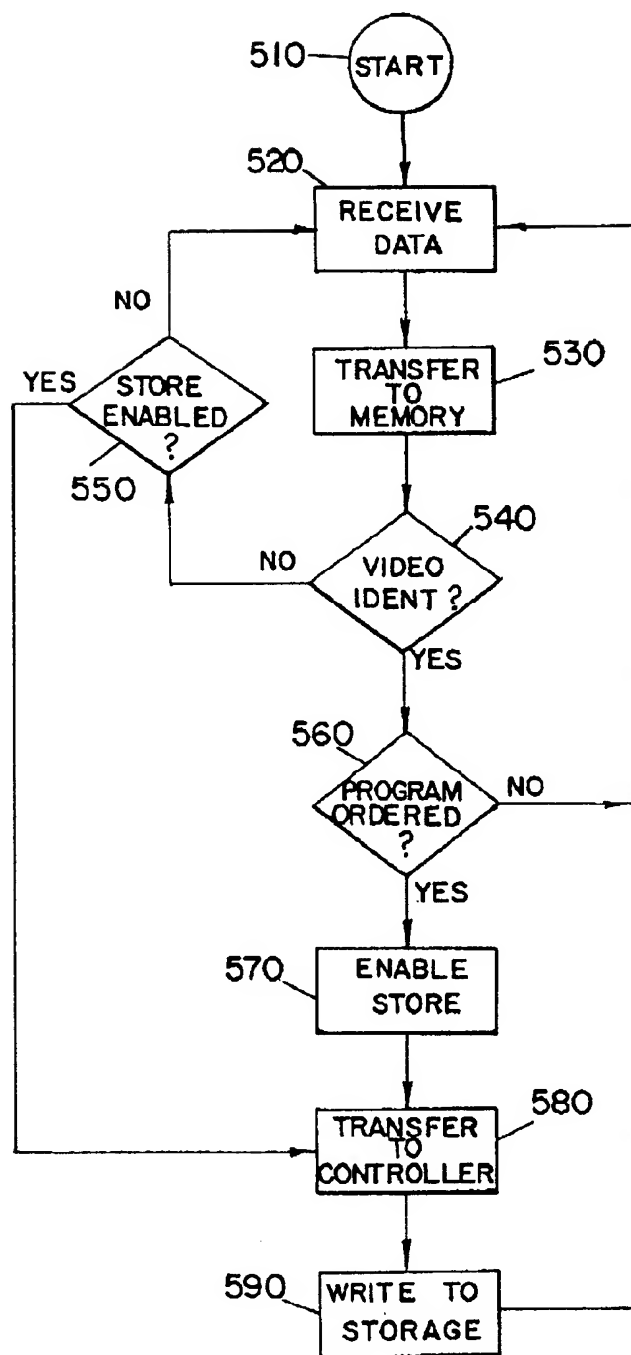 510
START
520
RECEIVE
DATA
NO
530
TRANSFER
TO
MEMORY
YES
STORE
ENABLED
?
550
540
NO
VIDEO
IDENT ?
YES
560
PROGRAM
ORDERED
?
NO
YES
570
ENABLE
STORE
580
TRANSFER
TO
CONTROLLER
590
WRITE TO
STORAGE